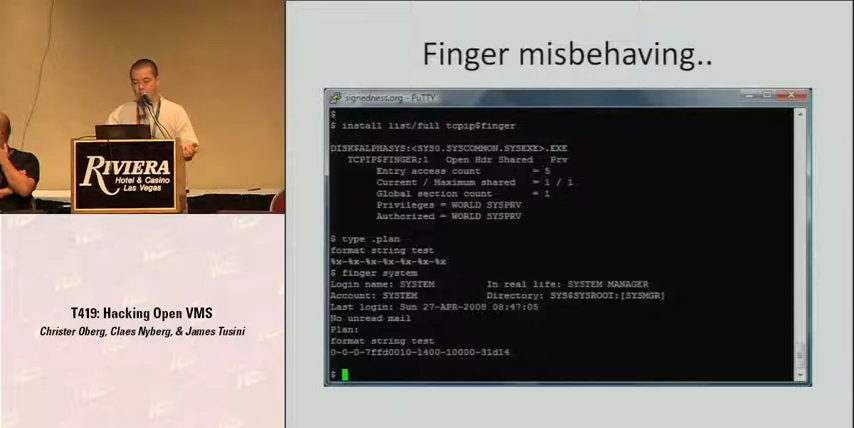 RIVIERA
Hotel & Casino
Las Vegas
T419: Hacking Open VMS
Christer Oberg, Claes Nyberg, & James Tusini
Finger misbehaving..
signedness.org - PuTTY
$
$ install list/full tcpip$finger
DISK$ALPHASYS:<SYS0.SYSCOMMON.SYSEXE>.EXE
TCPIP$FINGER;1 Open Hdr Shared Prv
Entry access count = 5
Current / Maximum shared = 1 / 1
Global section count = 1
Privileges = WORLD SYSPRV
Authorized = WORLD SYSPRV
$ type .plan
format string test
%x-%x-%x-%x-%x-%x-%x
$ finger system
Login name: SYSTEM In real life: SYSTEM MANAGER
Account: SYSTEM Directory: SYS$SYSROOT:[SYSMGR]
Last login: Sun 27-APR-2008 08:47:05
No unread mail
Plan:
format string test
0-0-0-7ffd0010-1400-10000-31d14
$